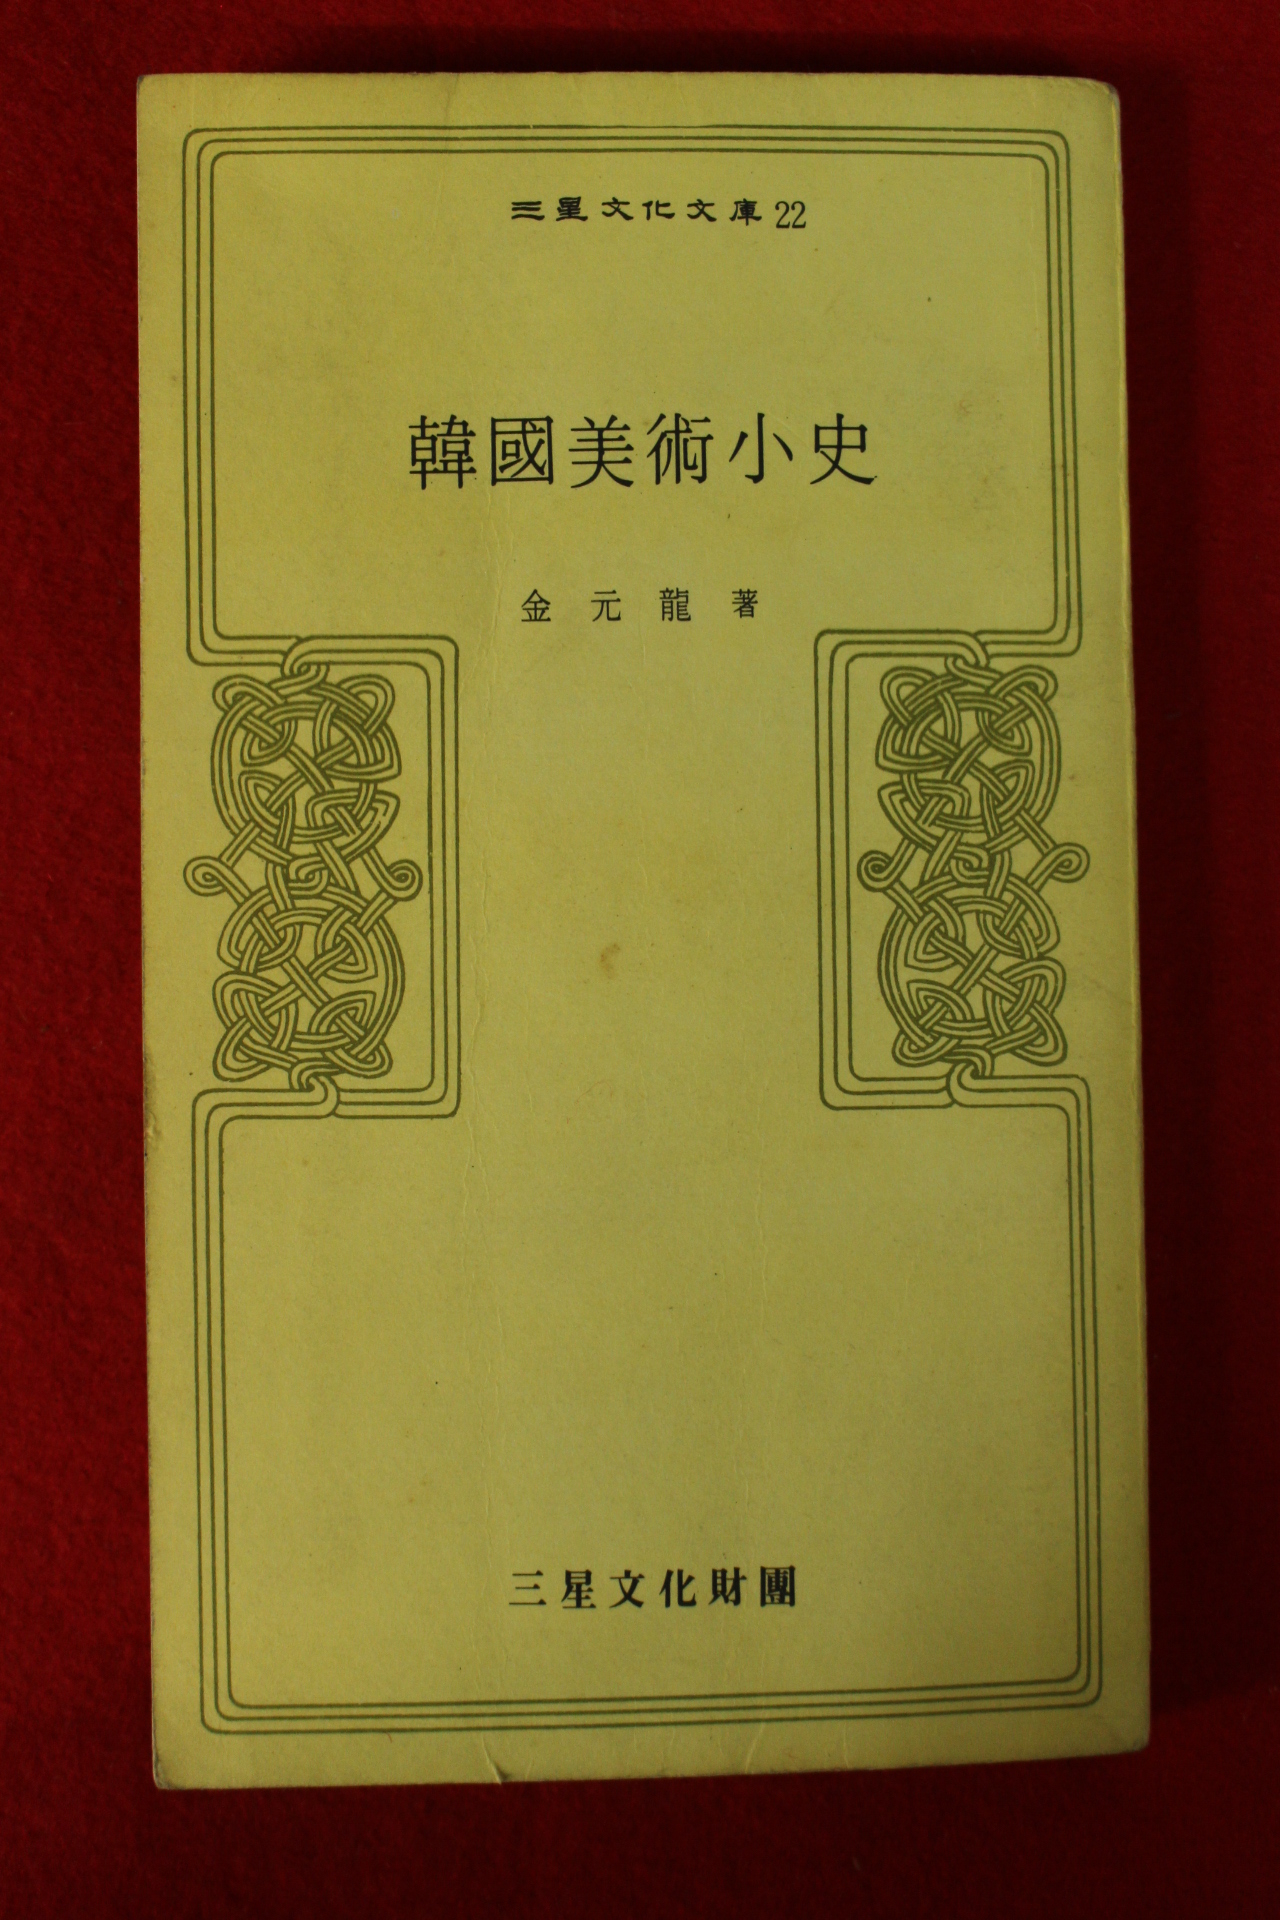 三星文化文庫 22
韓國美術小史
金元龍著
三星文化財團